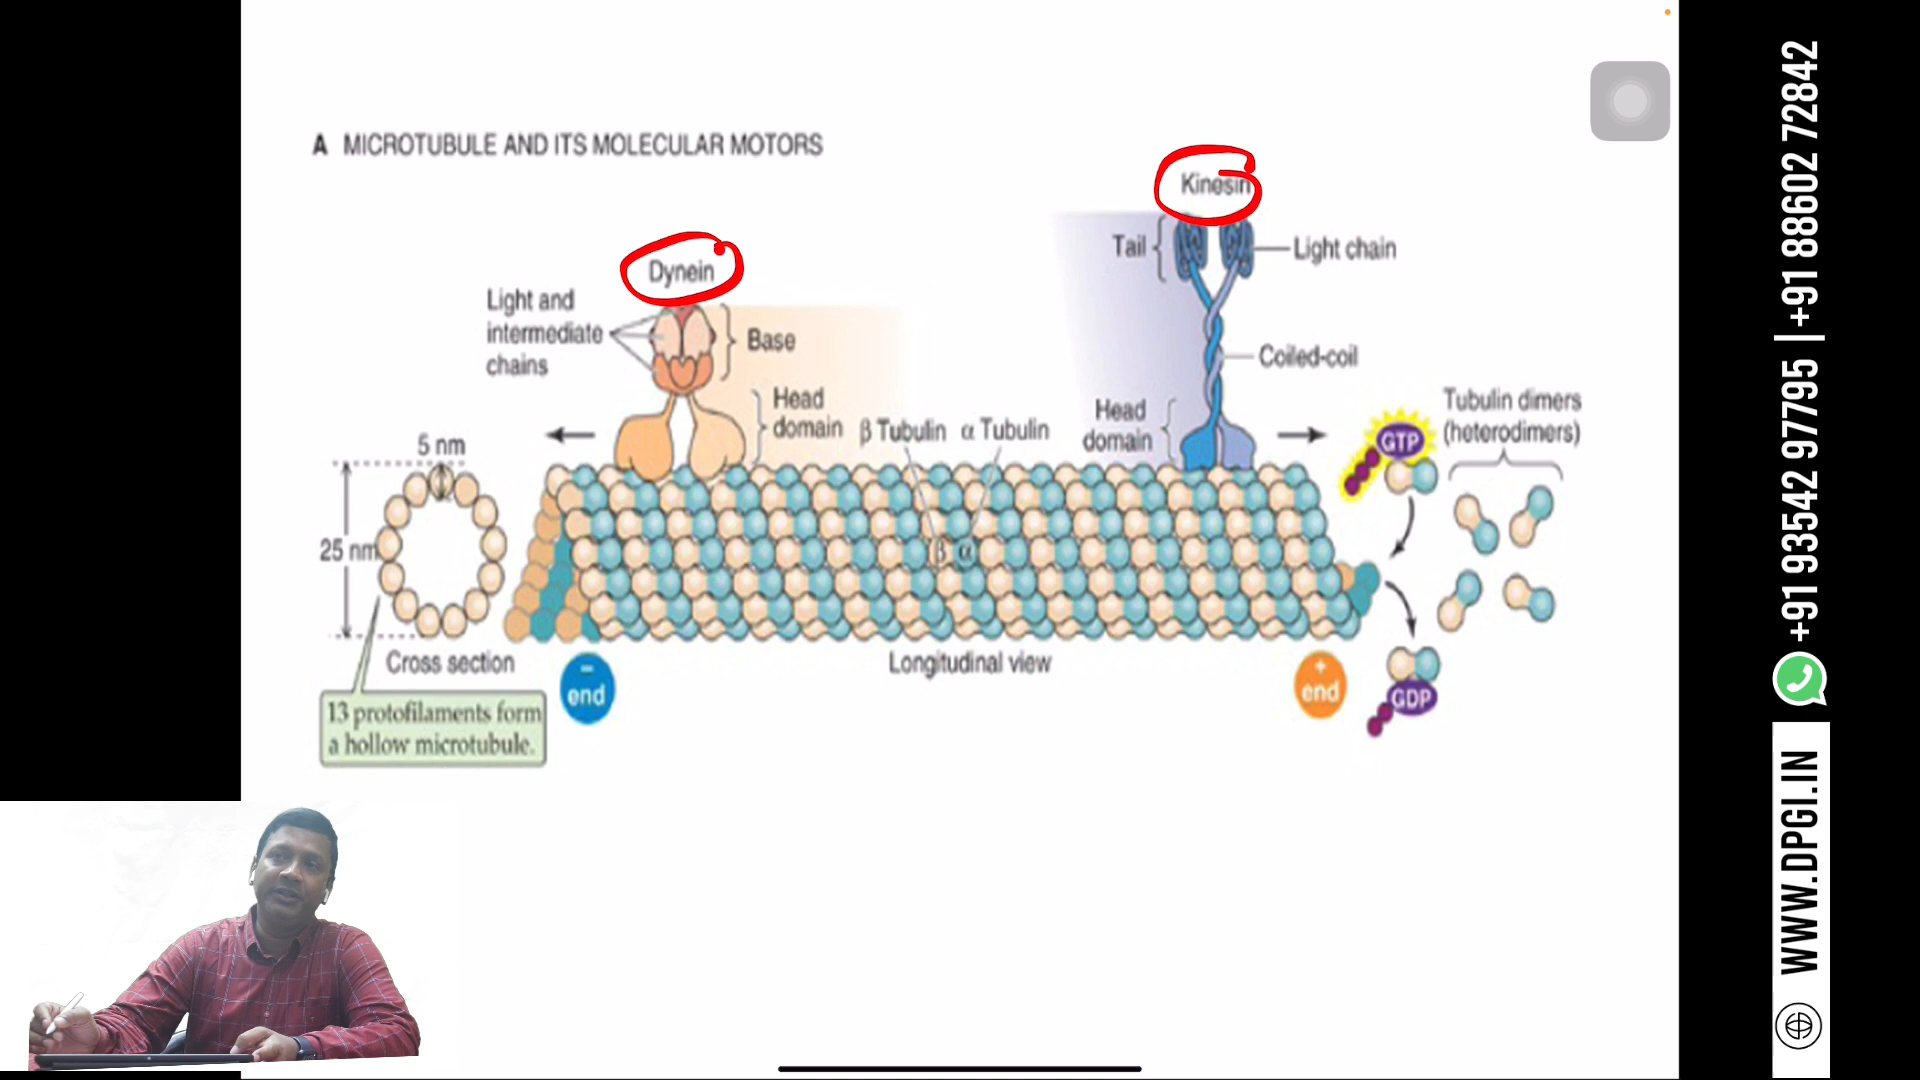 A MICROTUBULE AND ITS MOLECULAR MOTORS
Kinesin
Tail
Light chain
Dynein
Light and
intermediate
chains
Base
Coiled-coil
Head
domain
Head
domain
β Tubulin
α Tubulin
Tubulin dimers
(heterodimers)
GTP
5 nm
25 nm
β
α
Cross section
Longitudinal view
− end
+ end
GDP
13 protofilaments form
a hollow microtubule.
+91 93542 97795 | +91 88602 72842
WWW.DPGI.IN